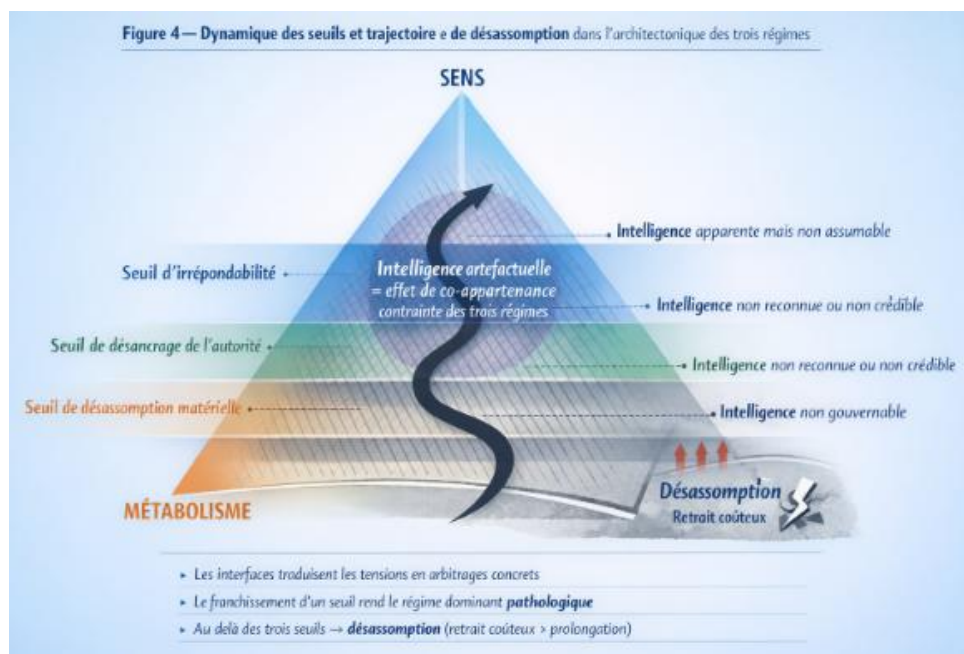 Figure 4 — Dynamique des seuils et trajectoire e de désassomption dans l'architectonique des trois régimes
SENS
Intelligence apparente mais non assumable
Seuil d'irrépondabilité
Intelligence artefactuelle
= effet de co-appartenance
contrainte des trois régimes
Intelligence non reconnue ou non crédible
Seuil de désancrage de l'autorité
Intelligence non reconnue ou non crédible
Seuil de désassomption matérielle
Intelligence non gouvernable
MÉTABOLISME
Désassomption
Retrait coûteux
▸ Les interfaces traduisent les tensions en arbitrages concrets
▸ Le franchissement d'un seuil rend le régime dominant pathologique
▸ Au delà des trois seuils → désassomption (retrait coûteux > prolongation)